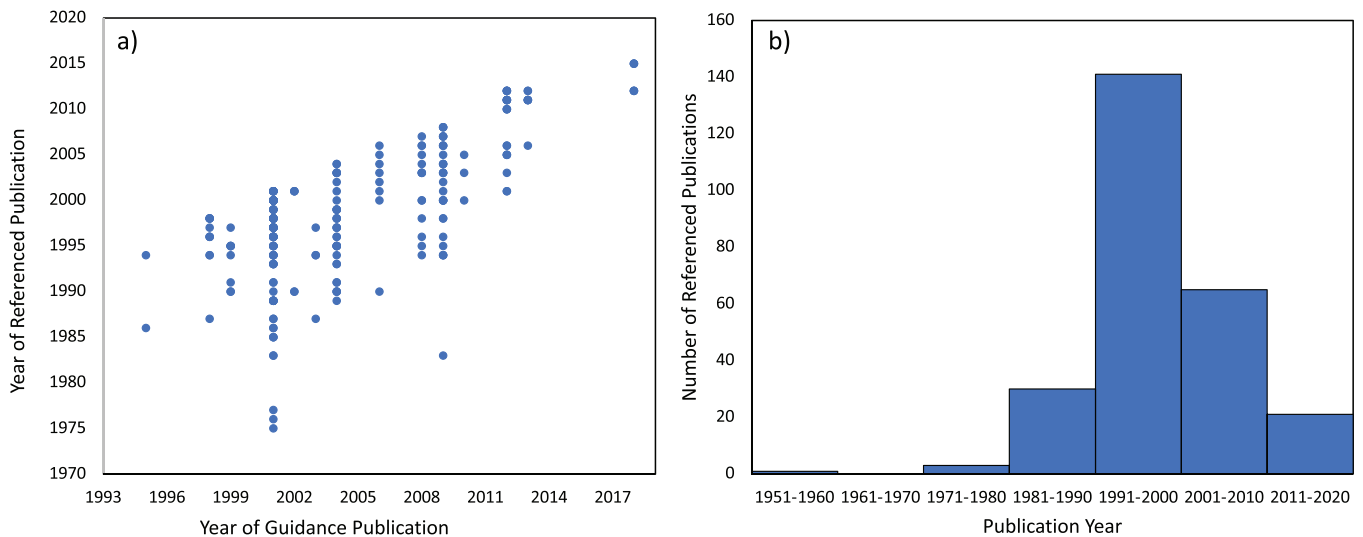 a)
2020
2015
2010
2005
2000
1995
1990
1985
1980
1975
1970
Year of Referenced Publication
1993 1996 1999 2002 2005 2008 2011 2014 2017
Year of Guidance Publication
b)
160
140
120
100
80
60
40
20
0
Number of Referenced Publications
1951-1960 1961-1970 1971-1980 1981-1990 1991-2000 2001-2010 2011-2020
Publication Year